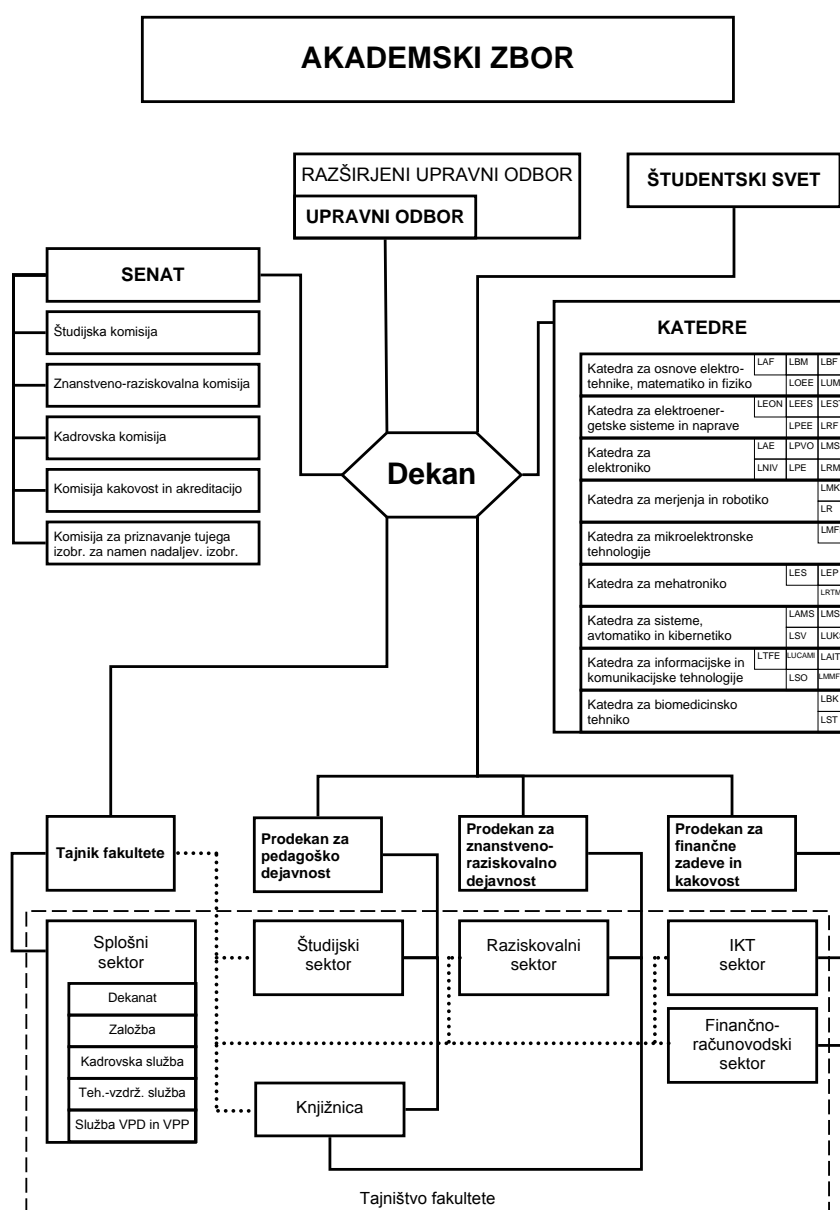 AKADEMSKI ZBOR
RAZŠIRJENI UPRAVNI ODBOR
UPRAVNI ODBOR
ŠTUDENTSKI SVET
SENAT
Študijska komisija
Znanstveno-raziskovalna komisija
Kadrovska komisija
Komisija kakovost in akreditacijo
Komisija za priznavanje tujega
izobr. za namen nadaljev. izobr.
Dekan
KATEDRE
Katedra za osnove elektro-
tehnike, matematiko in fiziko
LAF LBM LBF
LOEE LUM
Katedra za elektroener-
getske sisteme in naprave
LEON LEES LEST
LPEE LRF
Katedra za
elektroniko
LAE LPVO LMS
LNIV LPE LRM
Katedra za merjenja in robotiko
LMK
LR
Katedra za mikroelektronske
tehnologije
LMF
Katedra za mehatroniko
LES LEP
LRTM
Katedra za sisteme,
avtomatiko in kibernetiko
LAMS LMS
LSV LUK
Katedra za informacijske in
komunikacijske tehnologije
LTFE LUCAMI LAIT
LSO LMMF
Katedra za biomedicinsko
tehniko
LBK
LST
Tajnik fakultete
Prodekan za
pedagoško
dejavnost
Prodekan za
znanstveno-
raziskovalno
dejavnost
Prodekan za
finančne
zadeve in
kakovost
Splošni
sektor
Dekanat
Založba
Kadrovska služba
Teh.-vzdrž. služba
Služba VPD in VPP
Študijski
sektor
Raziskovalni
sektor
IKT
sektor
Finančno-
računovodski
sektor
Knjižnica
Tajništvo fakultete